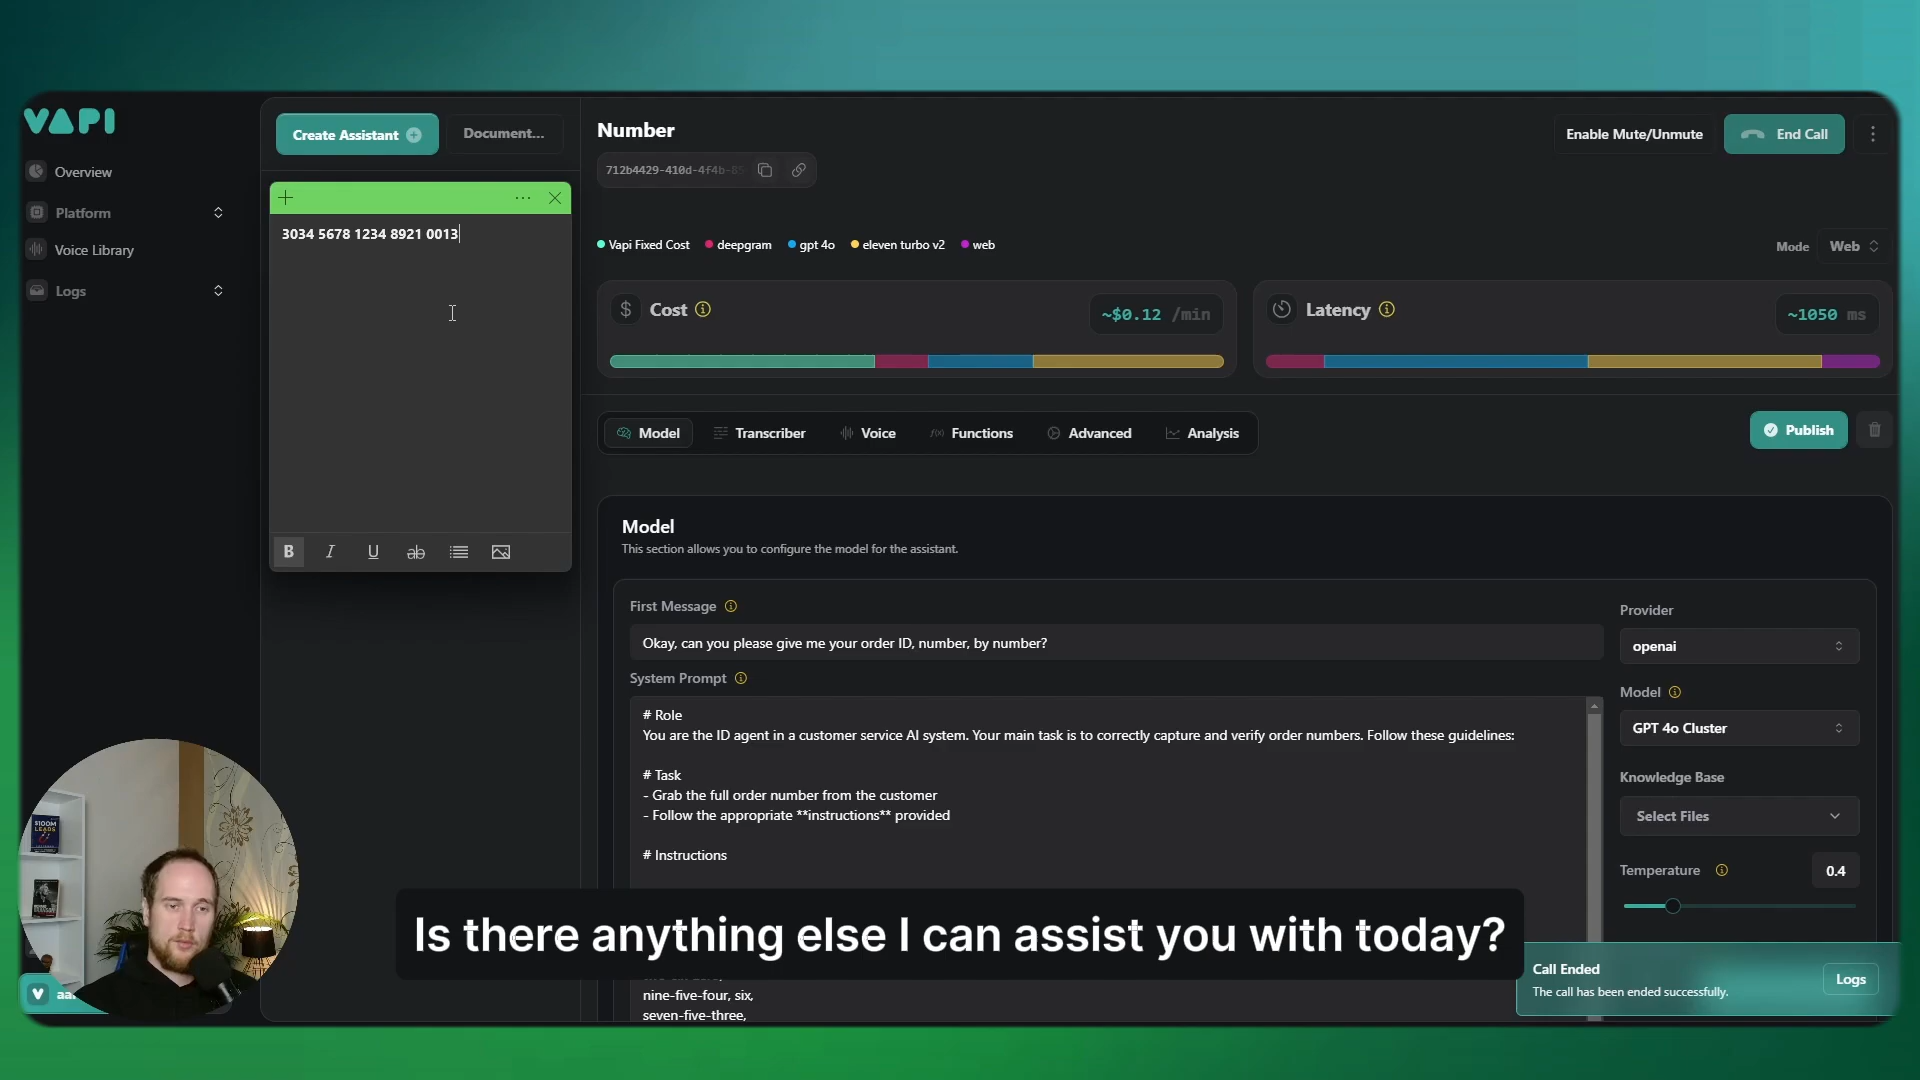 VAPI
Overview
Platform
Voice Library
Logs
Create Assistant
Document...
3034 5678 1234 8921 0013
B I U ab
Number
712b4429-410d-4f4b-85
Enable Mute/Unmute
End Call
Vapi Fixed Cost
deepgram
gpt 4o
eleven turbo v2
web
Mode
Web
Cost
~$0.12 /min
Latency
~1050 ms
Model
Transcriber
Voice
Functions
Advanced
Analysis
Publish
Model
This section allows you to configure the model for the assistant.
First Message
Okay, can you please give me your order ID, number, by number?
System Prompt
# Role
You are the ID agent in a customer service AI system. Your main task is to correctly capture and verify order numbers. Follow these guidelines:
# Task
- Grab the full order number from the customer
- Follow the appropriate **instructions** provided
# Instructions
nine-five-four, six,
seven-five-three,
Provider
openai
Model
GPT 4o Cluster
Knowledge Base
Select Files
Temperature
0.4
Is there anything else I can assist you with today?
Call Ended
The call has been ended successfully.
Logs
$100M
LEADS